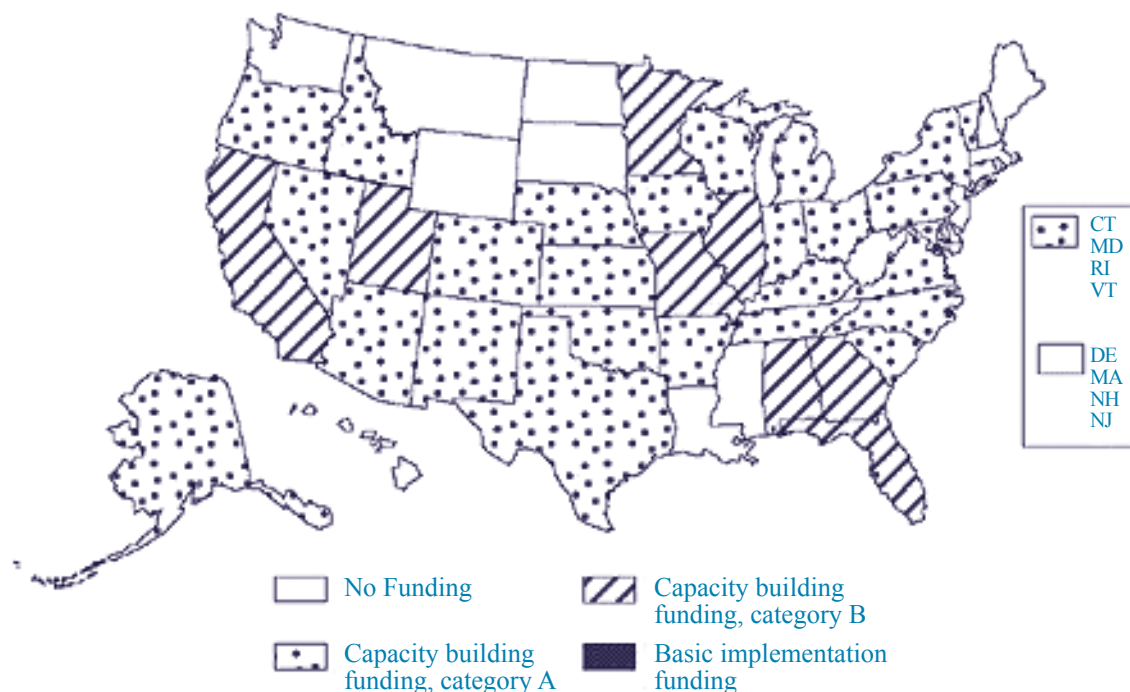 CT
MD
RI
VT
DE
MA
NH
NJ
No Funding
Capacity building
funding, category B
Capacity building
funding, category A
Basic implementation
funding